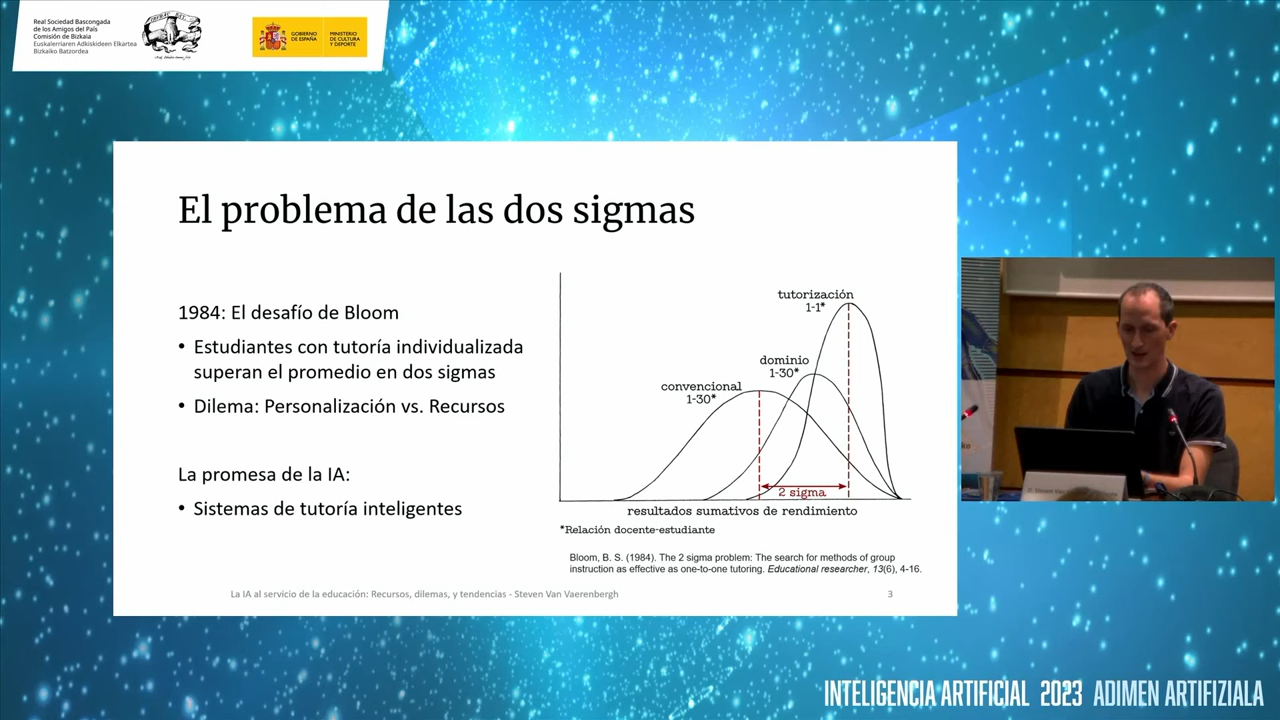 Real Sociedad Bascongada
de los Amigos del País
Comisión de Bizkaia
Euskalerriaren Adkiskideen Elkartea
Bizkaiko Batzordea
GOBIERNO
DE ESPAÑA
MINISTERIO
DE CULTURA
Y DEPORTE
El problema de las dos sigmas
1984: El desafío de Bloom
• Estudiantes con tutoría individualizada
superan el promedio en dos sigmas
• Dilema: Personalización vs. Recursos
La promesa de la IA:
• Sistemas de tutoría inteligentes
tutorización
1-1*
dominio
1-30*
convencional
1-30*
2 sigma
resultados sumativos de rendimiento
*Relación docente-estudiante
Bloom, B. S. (1984). The 2 sigma problem: The search for methods of group
instruction as effective as one-to-one tutoring. Educational researcher, 13(6), 4-16.
La IA al servicio de la educación: Recursos, dilemas, y tendencias - Steven Van Vaerenbergh
3
INTELIGENCIA ARTIFICIAL 2023 ADIMEN ARTIFIZIALA